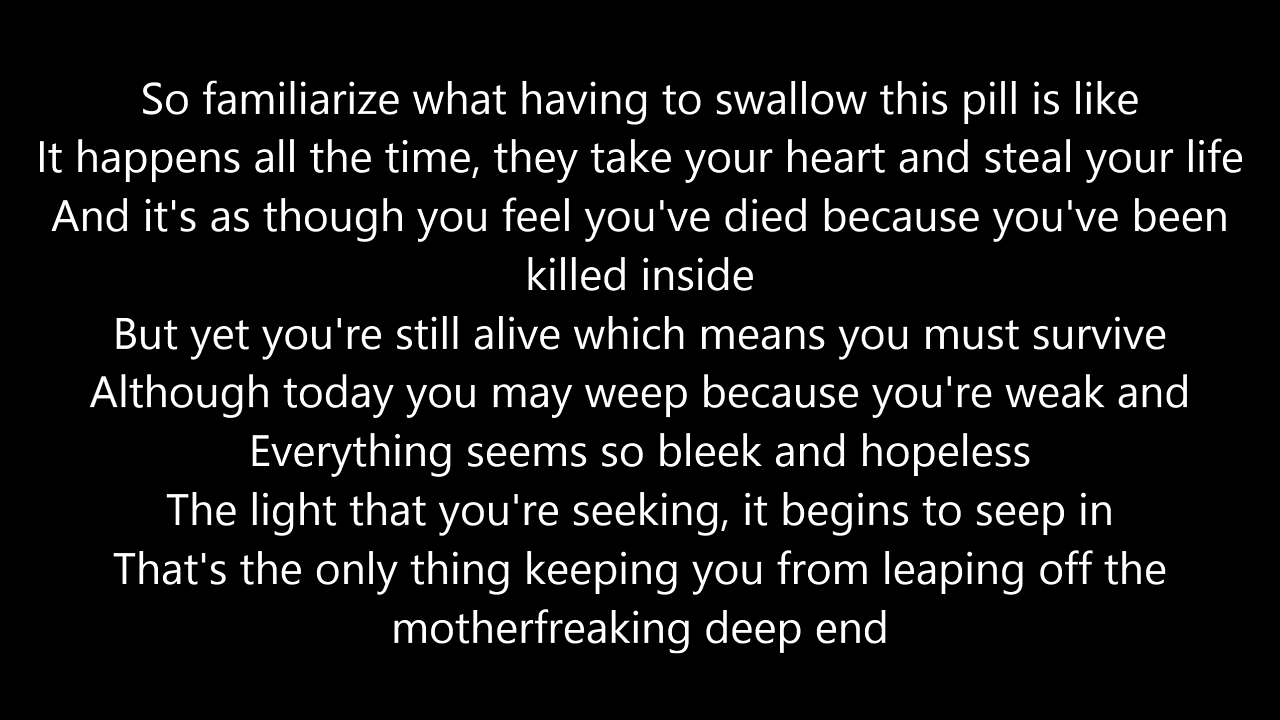 So familiarize what having to swallow this pill is like
It happens all the time, they take your heart and steal your life
And it's as though you feel you've died because you've been
killed inside
But yet you're still alive which means you must survive
Although today you may weep because you're weak and
Everything seems so bleek and hopeless
The light that you're seeking, it begins to seep in
That's the only thing keeping you from leaping off the
motherfreaking deep end